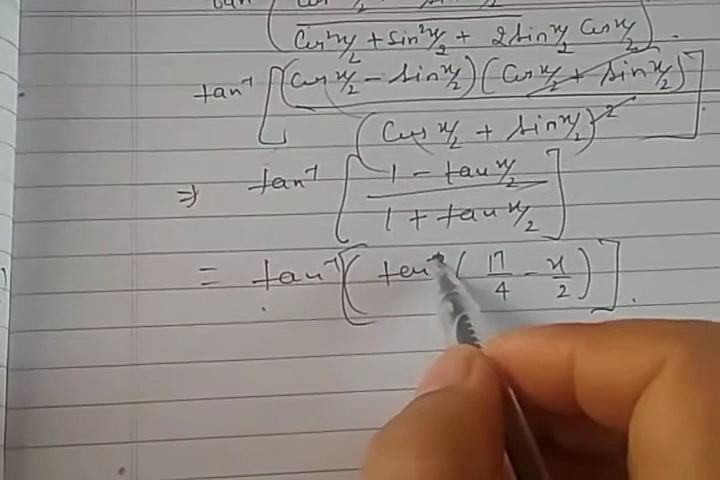 cos²x/2 + sin²x/2 + 2 sin x/2 cos x/2) .
tan⁻¹ [(cos x/2 - sin x/2) (cos x/2 + sin x/2) / (cos x/2 + sin x/2)²]
⇒ tan⁻¹ [1 - tan x/2 / 1 + tan x/2]
= tan⁻¹ [( tan ( π/4 - x/2 ) ] .